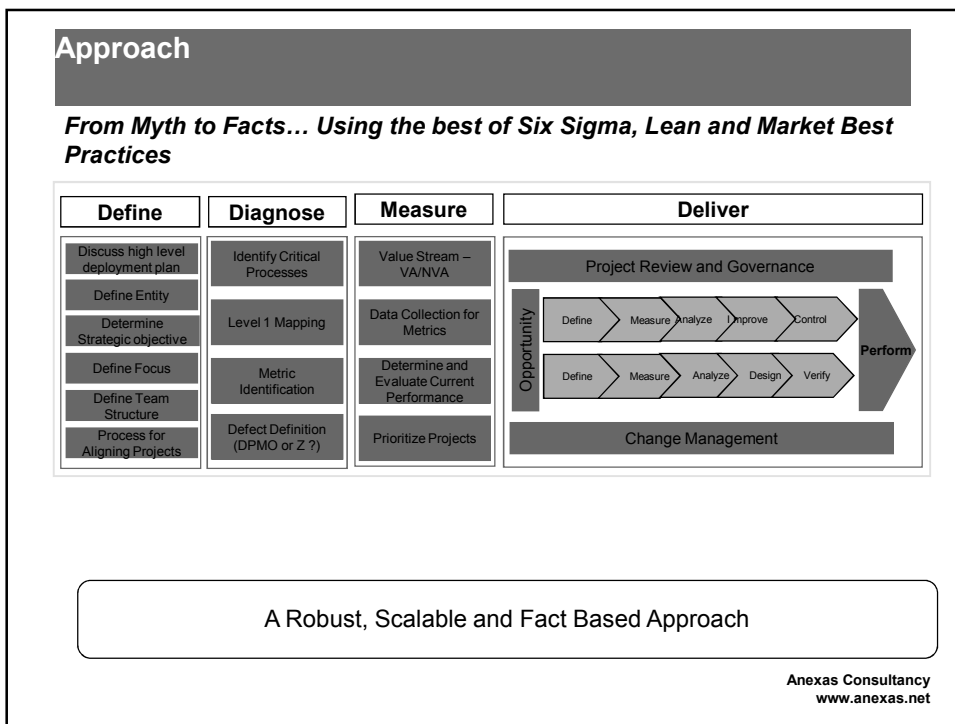 Approach
From Myth to Facts… Using the best of Six Sigma, Lean and Market Best
Practices
Define
Discuss high level
deployment plan
Define Entity
Determine
Strategic objective
Define Focus
Define Team
Structure
Process for
Aligning Projects
Diagnose
Identify Critical
Processes
Level 1 Mapping
Metric
Identification
Defect Definition
(DPMO or Z ?)
Measure
Value Stream –
VA/NVA
Data Collection for
Metrics
Determine and
Evaluate Current
Performance
Prioritize Projects
Deliver
Project Review and Governance
Opportunity
Define Measure Analyze Improve Control
Define Measure Analyze Design Verify
Perform
Change Management
A Robust, Scalable and Fact Based Approach
Anexas Consultancy
www.anexas.net